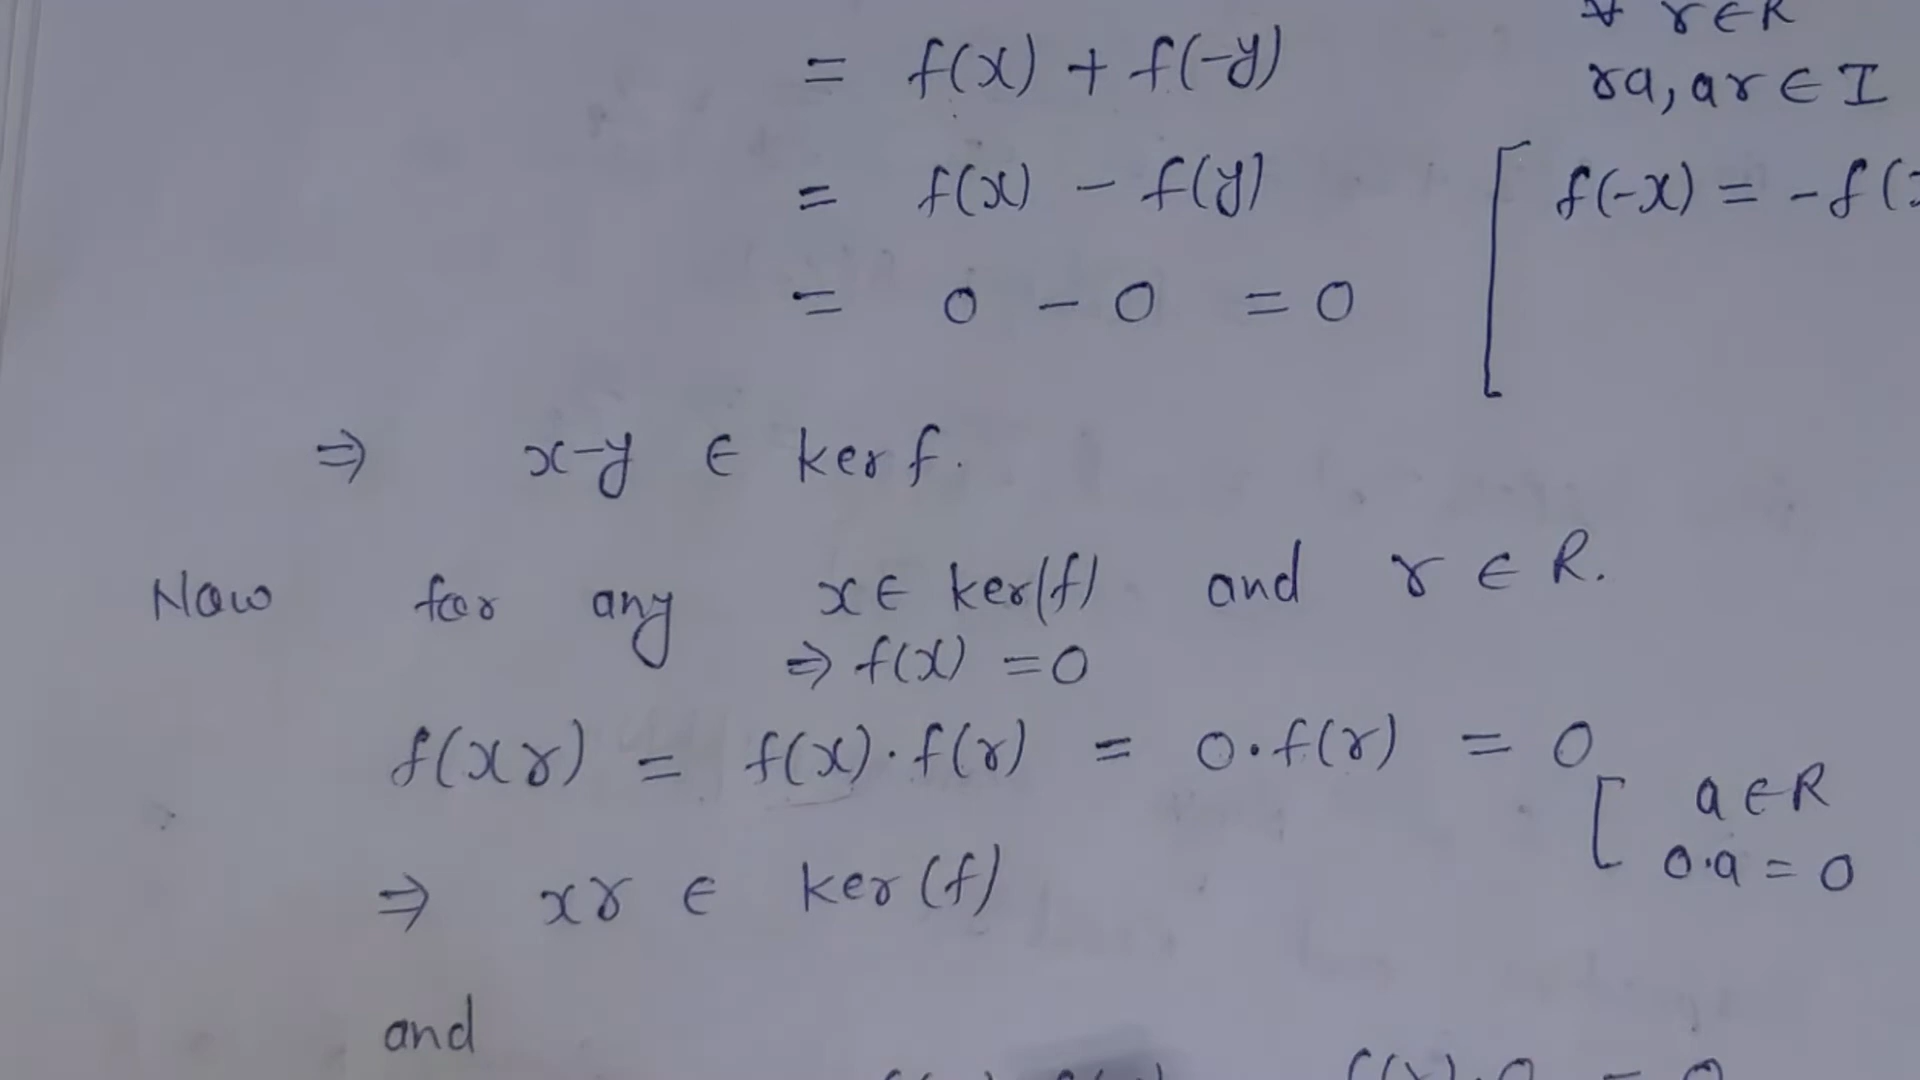 = f(x) + f(-y)
∀ r ∈ R
ra, ar ∈ I
= f(x) - f(y)
[ f(-x) = -f(
= 0 - 0 = 0
⇒ x-y ∈ ker f.
Now for any x ∈ ker(f) and r ∈ R.
⇒ f(x) = 0
f(xr) = f(x)·f(r) = 0·f(r) = 0
[ a ∈ R
0·a = 0
⇒ xr ∈ ker(f)
and